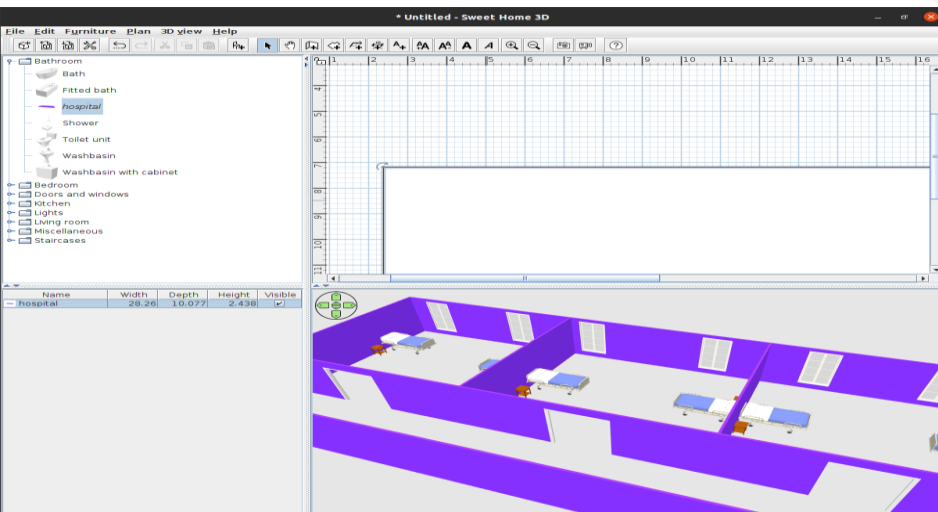 * Untitled - Sweet Home 3D
File Edit Furniture Plan 3D view Help
Bathroom
Bath
Fitted bath
hospital
Shower
Toilet unit
Washbasin
Washbasin with cabinet
Bedroom
Doors and windows
Kitchen
Lights
Living room
Miscellaneous
Staircases
1 2 3 4 5 6 7 8 9 10 11 12 13 14 15 16
4
5
6
7
8
9
10
11
Name Width Depth Height Visible
hospital 28.26 10.077 2.438